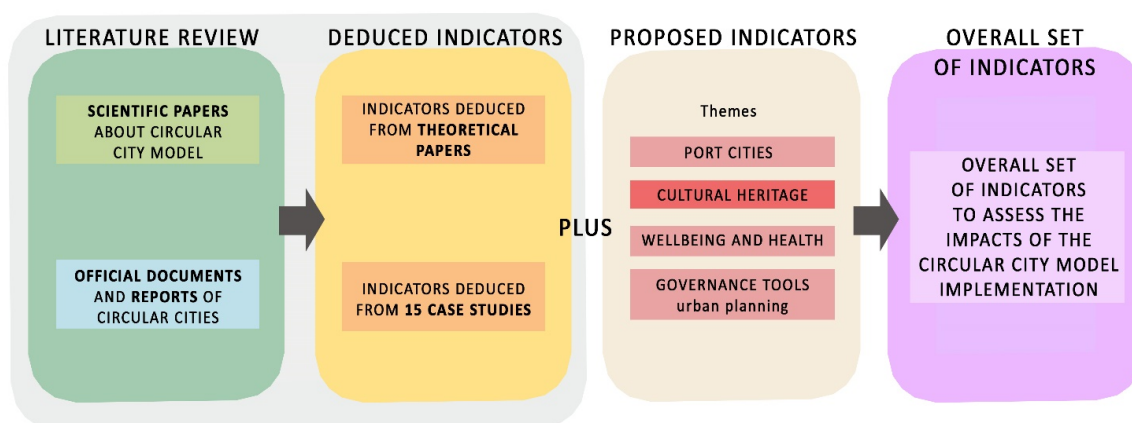 LITERATURE REVIEW
SCIENTIFIC PAPERS
ABOUT CIRCULAR
CITY MODEL
OFFICIAL DOCUMENTS
AND REPORTS OF
CIRCULAR CITIES
DEDUCED INDICATORS
INDICATORS DEDUCED
FROM THEORETICAL
PAPERS
INDICATORS DEDUCED
FROM 15 CASE STUDIES
PLUS
PROPOSED INDICATORS
Themes
PORT CITIES
CULTURAL HERITAGE
WELLBEING AND HEALTH
GOVERNANCE TOOLS
urban planning
OVERALL SET
OF INDICATORS
OVERALL SET
OF INDICATORS
TO ASSESS THE
IMPACTS OF THE
CIRCULAR CITY MODEL
IMPLEMENTATION